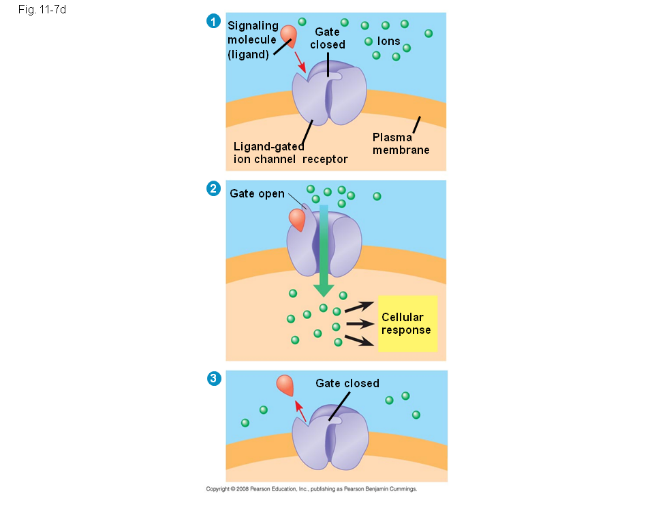 Fig. 11-7d
1
Signaling
molecule
(ligand)
Gate
closed
Ions
Ligand-gated
ion channel receptor
Plasma
membrane
2
Gate open
Cellular
response
3
Gate closed
Copyright © 2008 Pearson Education, Inc., publishing as Pearson Benjamin Cummings.